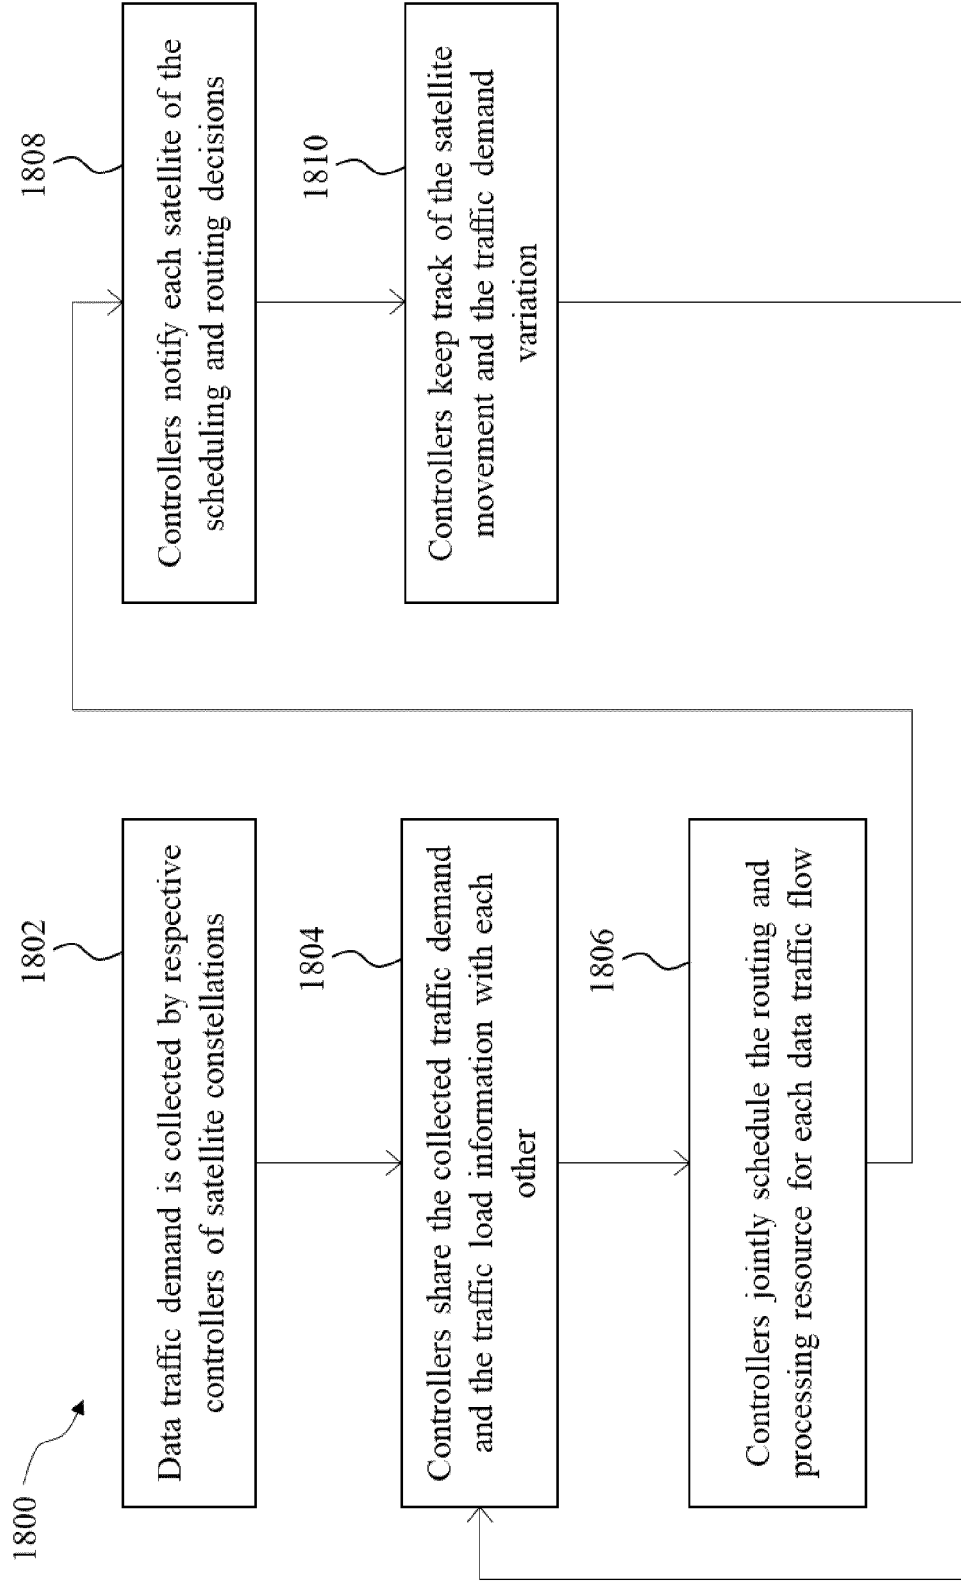 1800
1802
Data traffic demand is collected by respective
controllers of satellite constellations
1804
Controllers share the collected traffic demand
and the traffic load information with each
other
1806
Controllers jointly schedule the routing and
processing resource for each data traffic flow
1808
Controllers notify each satellite of the
scheduling and routing decisions
1810
Controllers keep track of the satellite
movement and the traffic demand
variation